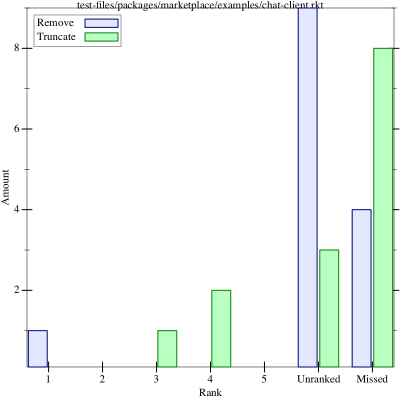 test-files/packages/marketplace/examples/chat-client.rkt
Remove
Truncate
8
6
4
2
Amount
1 2 3 4 5 Unranked Missed
Rank